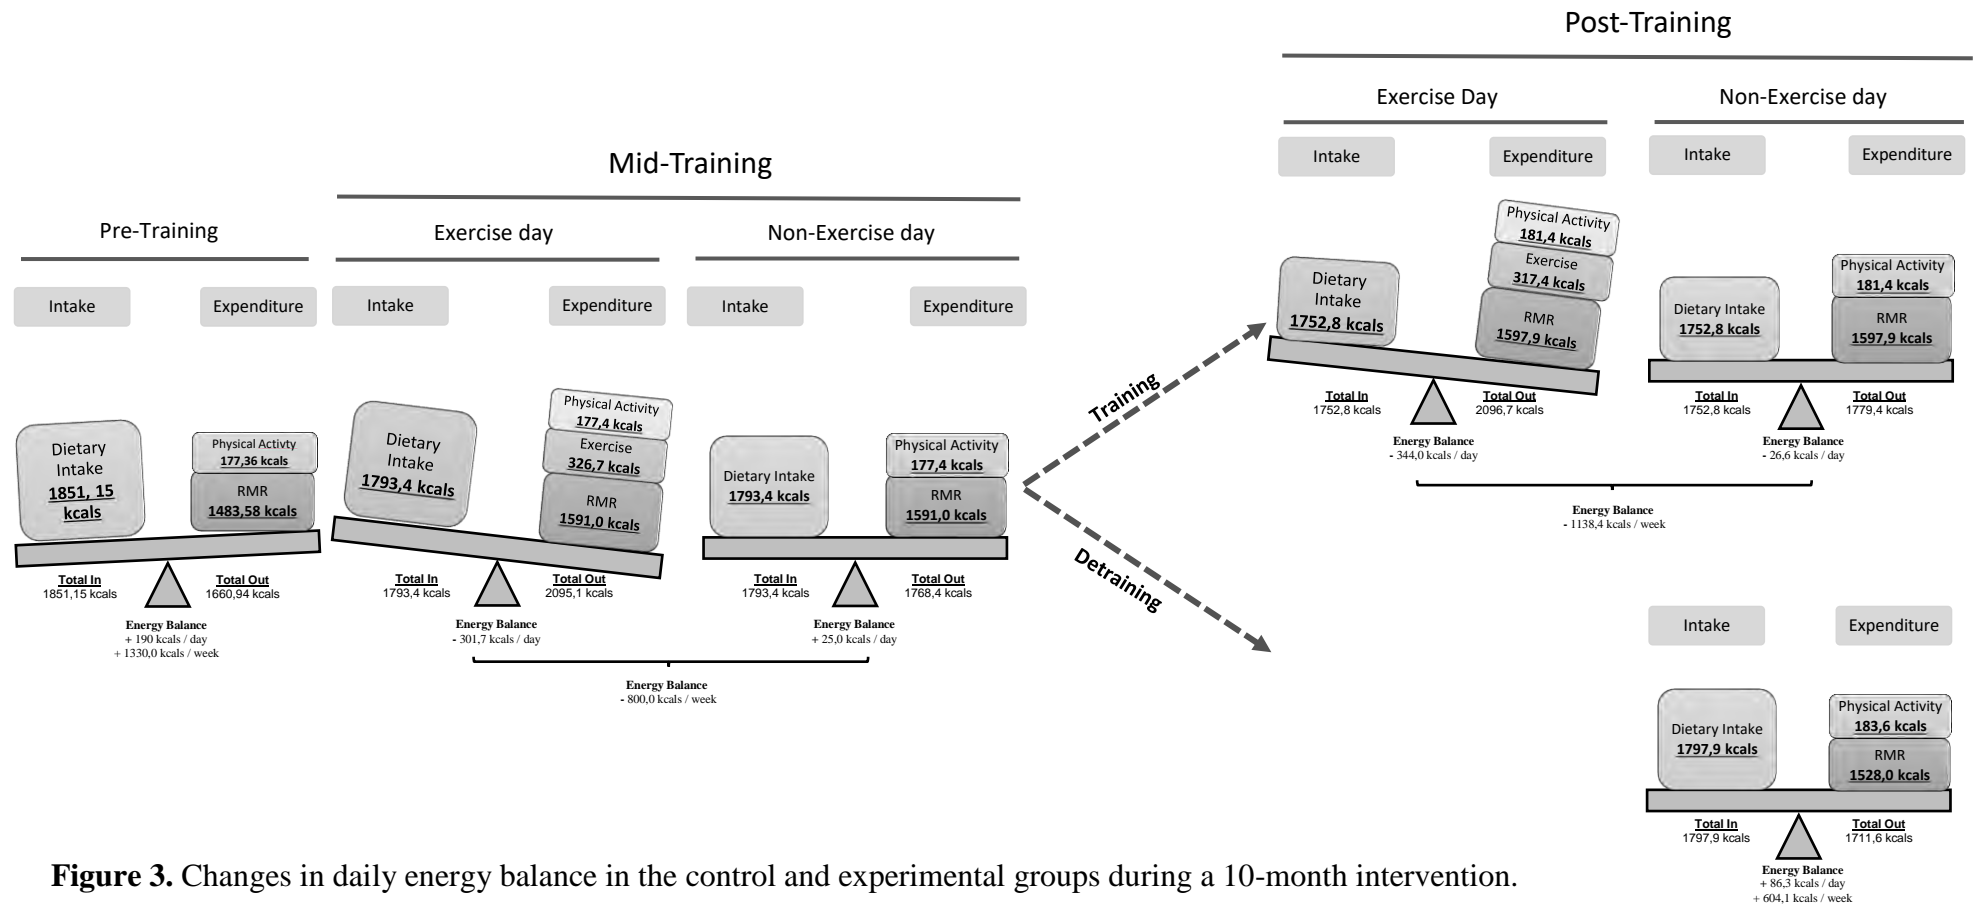 Post-Training
Exercise Day
Non-Exercise day
Intake
Expenditure
Intake
Expenditure
Physical Activity
181,4 kcals
Exercise
317,4 kcals
Dietary
Intake
1752,8 kcals
RMR
1597,9 kcals
Dietary Intake
1752,8 kcals
Physical Activity
181,4 kcals
RMR
1597,9 kcals
Total In
1752,8 kcals
Total Out
2096,7 kcals
Energy Balance
- 344,0 kcals / day
Total In
1752,8 kcals
Total Out
1779,4 kcals
Energy Balance
- 26,6 kcals / day
Energy Balance
- 1138,4 kcals / week
Mid-Training
Pre-Training
Exercise day
Non-Exercise day
Intake
Expenditure
Intake
Expenditure
Intake
Expenditure
Dietary
Intake
1851, 15
kcals
Physical Activty
177,36 kcals
RMR
1483,58 kcals
Total In
1851,15 kcals
Total Out
1660,94 kcals
Energy Balance
+ 190 kcals / day
+ 1330,0 kcals / week
Dietary
Intake
1793,4 kcals
Physical Activity
177,4 kcals
Exercise
326,7 kcals
RMR
1591,0 kcals
Total In
1793,4 kcals
Total Out
2095,1 kcals
Energy Balance
- 301,7 kcals / day
Dietary Intake
1793,4 kcals
Physical Activity
177,4 kcals
RMR
1591,0 kcals
Total In
1793,4 kcals
Total Out
1768,4 kcals
Energy Balance
+ 25,0 kcals / day
Energy Balance
- 800,0 kcals / week
Training
Detraining
Intake
Expenditure
Dietary Intake
1797,9 kcals
Physical Activity
183,6 kcals
RMR
1528,0 kcals
Total In
1797,9 kcals
Total Out
1711,6 kcals
Energy Balance
+ 86,3 kcals / day
+ 604,1 kcals / week
Figure 3. Changes in daily energy balance in the control and experimental groups during a 10-month intervention.